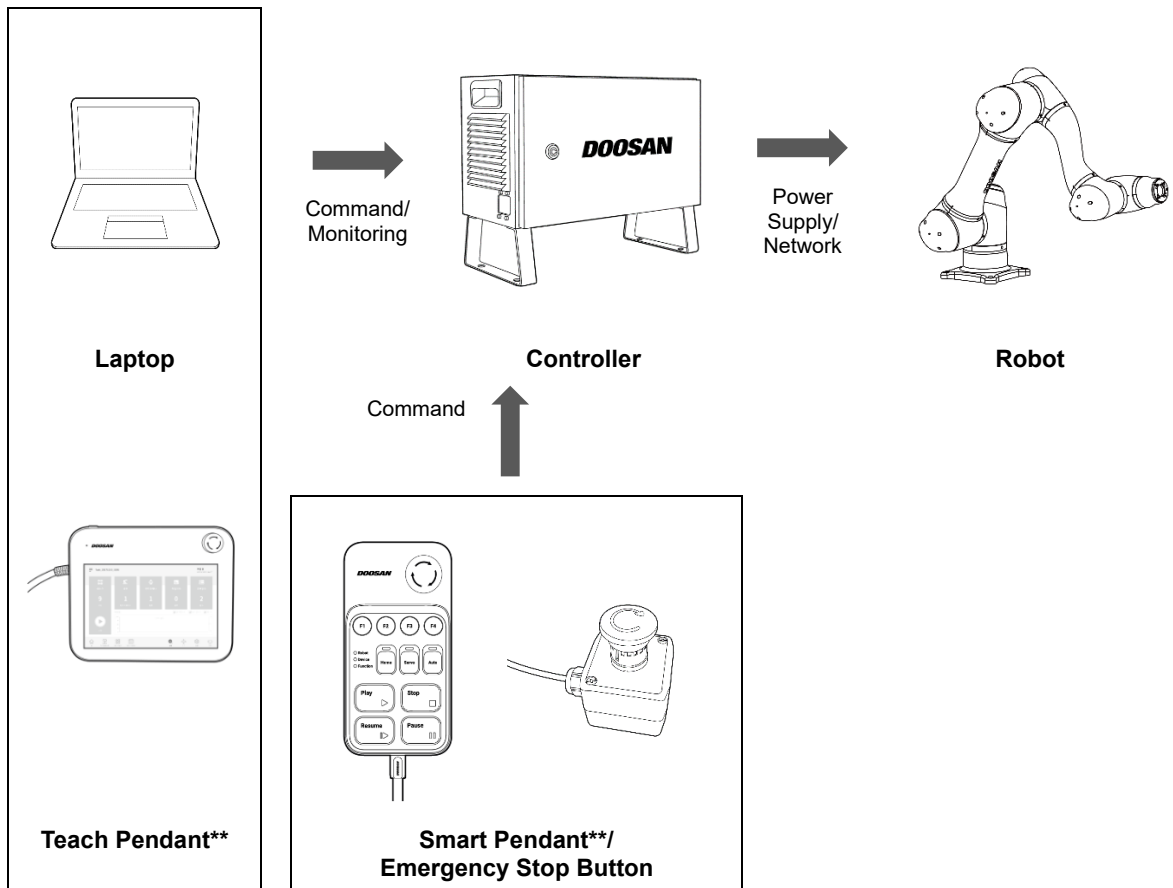 DOOSAN
Command/
Monitoring
Power
Supply/
Network
Laptop
Controller
Robot
Command
DOOSAN
DOOSAN
F1 F2 F3 F4
Robot
Device
Function
Home Servo Auto
Play Stop
Resume Pause
Teach Pendant**
Smart Pendant**/
Emergency Stop Button